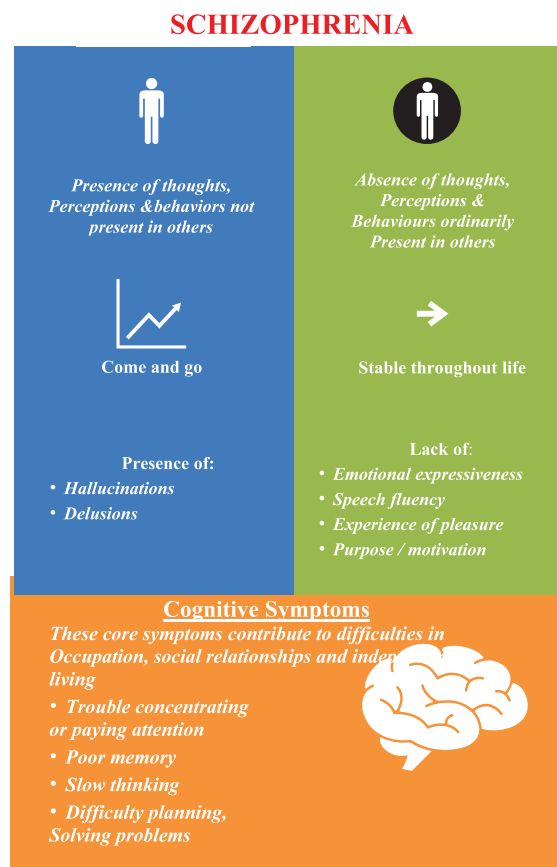 SCHIZOPHRENIA
Presence of thoughts,
Perceptions &behaviors not
present in others
Come and go
Presence of:
• Hallucinations
• Delusions
Absence of thoughts,
Perceptions &
Behaviours ordinarily
Present in others
Stable throughout life
Lack of:
• Emotional expressiveness
• Speech fluency
• Experience of pleasure
• Purpose / motivation
Cognitive Symptoms
These core symptoms contribute to difficulties in
Occupation, social relationships and
living
• Trouble concentrating
or paying attention
• Poor memory
• Slow thinking
• Difficulty planning,
Solving problems